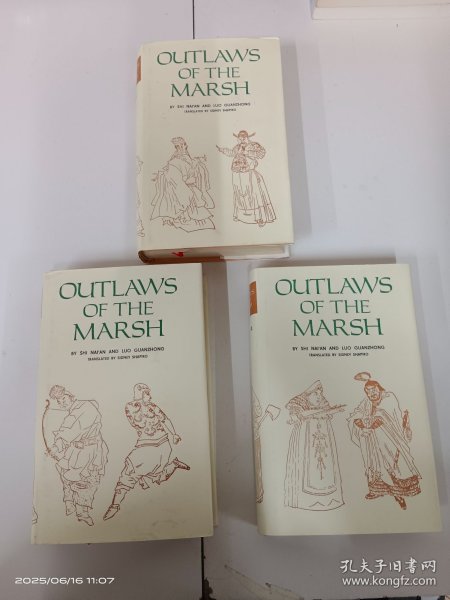 OUTLAWS
OF THE
MARSH
BY SHI NAI'AN AND LUO GUANZHONG
TRANSLATED BY SIDNEY SHAPIRO
OUTLAWS
OF THE
MARSH
BY SHI NAI'AN AND LUO GUANZHONG
TRANSLATED BY SIDNEY SHAPIRO
OUTLAWS
OF THE
MARSH
BY SHI NAI'AN AND LUO GUANZHONG
TRANSLATED BY SIDNEY SHAPIRO
2025/06/16 11:07
孔夫子旧书网
www.kongfz.com